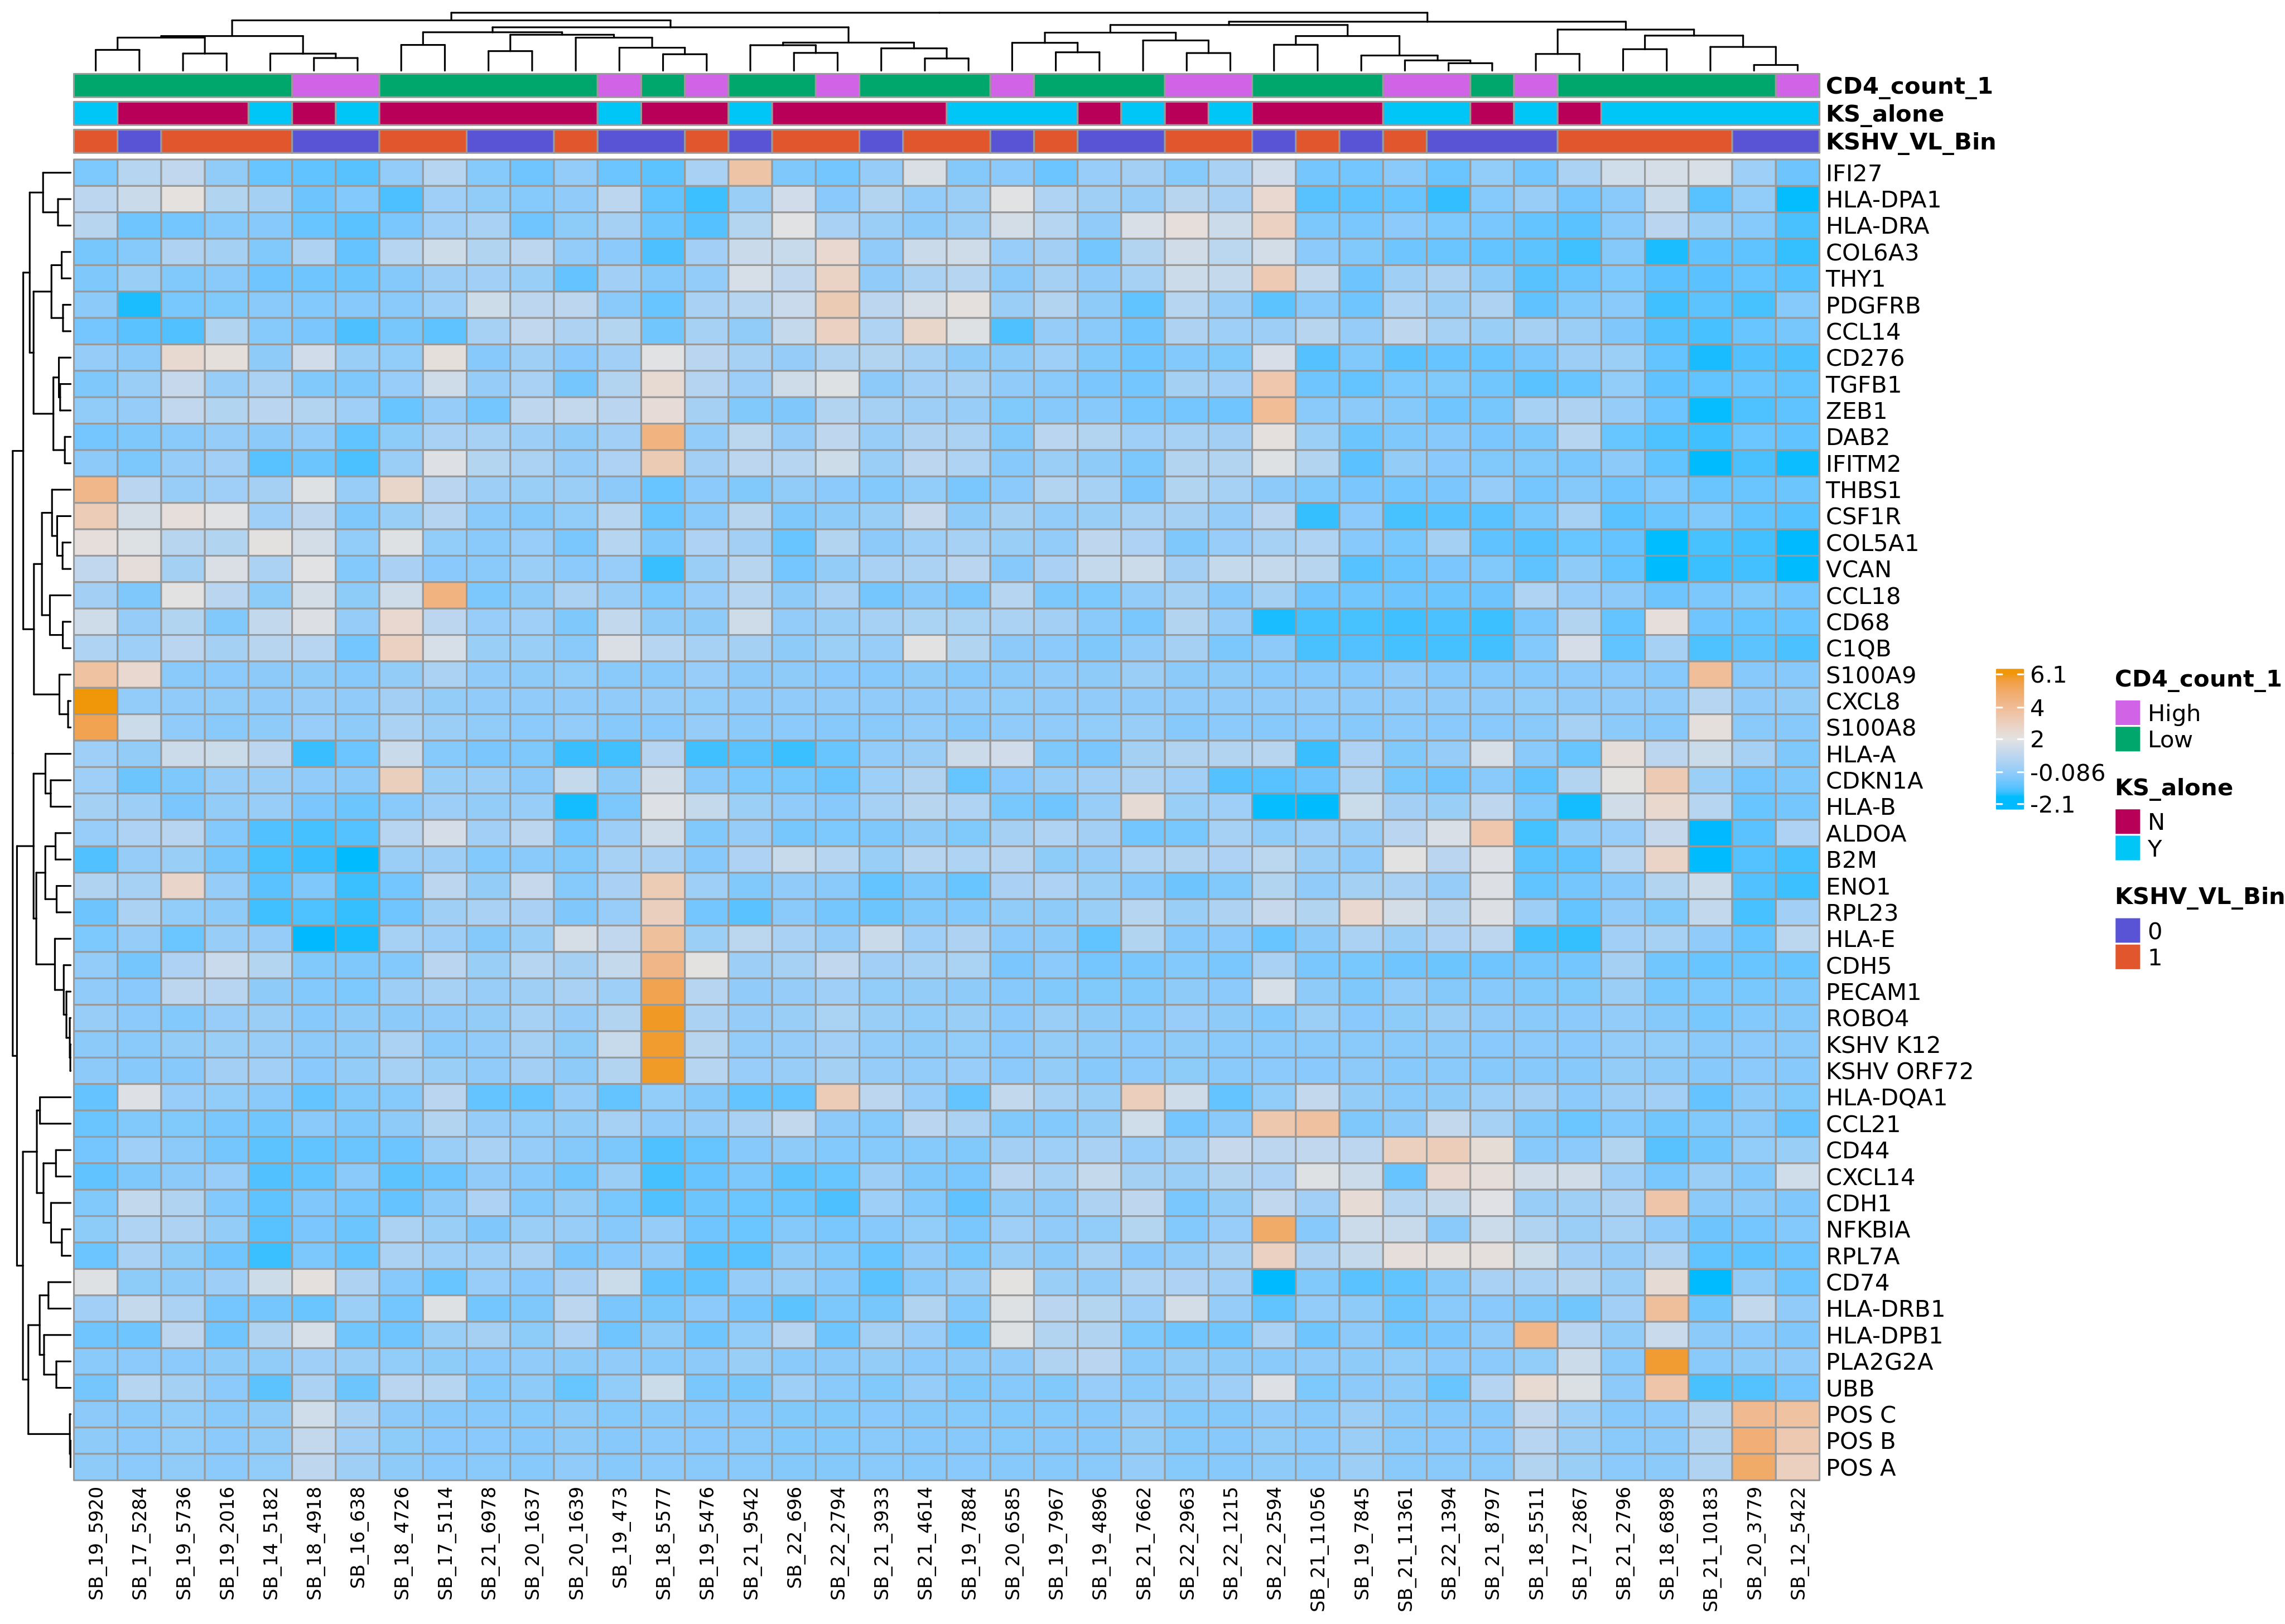 CD4_count_1
KS_alone
KSHV_VL_Bin
IFI27
HLA-DPA1
HLA-DRA
COL6A3
THY1
PDGFRB
CCL14
CD276
TGFB1
ZEB1
DAB2
IFITM2
THBS1
CSF1R
COL5A1
VCAN
CCL18
CD68
C1QB
S100A9
CXCL8
S100A8
HLA-A
CDKN1A
HLA-B
ALDOA
B2M
ENO1
RPL23
HLA-E
CDH5
PECAM1
ROBO4
KSHV K12
KSHV ORF72
HLA-DQA1
CCL21
CD44
CXCL14
CDH1
NFKBIA
RPL7A
CD74
HLA-DRB1
HLA-DPB1
PLA2G2A
UBB
POS C
POS B
POS A
SB_19_5920
SB_17_5284
SB_19_5736
SB_19_2016
SB_14_5182
SB_18_4918
SB_16_638
SB_18_4726
SB_17_5114
SB_21_6978
SB_20_1637
SB_20_1639
SB_19_473
SB_18_5577
SB_19_5476
SB_21_9542
SB_22_696
SB_22_2794
SB_21_3933
SB_21_4614
SB_19_7884
SB_20_6585
SB_19_7967
SB_19_4896
SB_21_7662
SB_22_2963
SB_22_1215
SB_22_2594
SB_21_11056
SB_19_7845
SB_21_11361
SB_22_1394
SB_21_8797
SB_18_5511
SB_17_2867
SB_21_2796
SB_18_6898
SB_21_10183
SB_20_3779
SB_12_5422
6.1
4
2
-0.086
-2.1
CD4_count_1
High
Low
KS_alone
N
Y
KSHV_VL_Bin
0
1